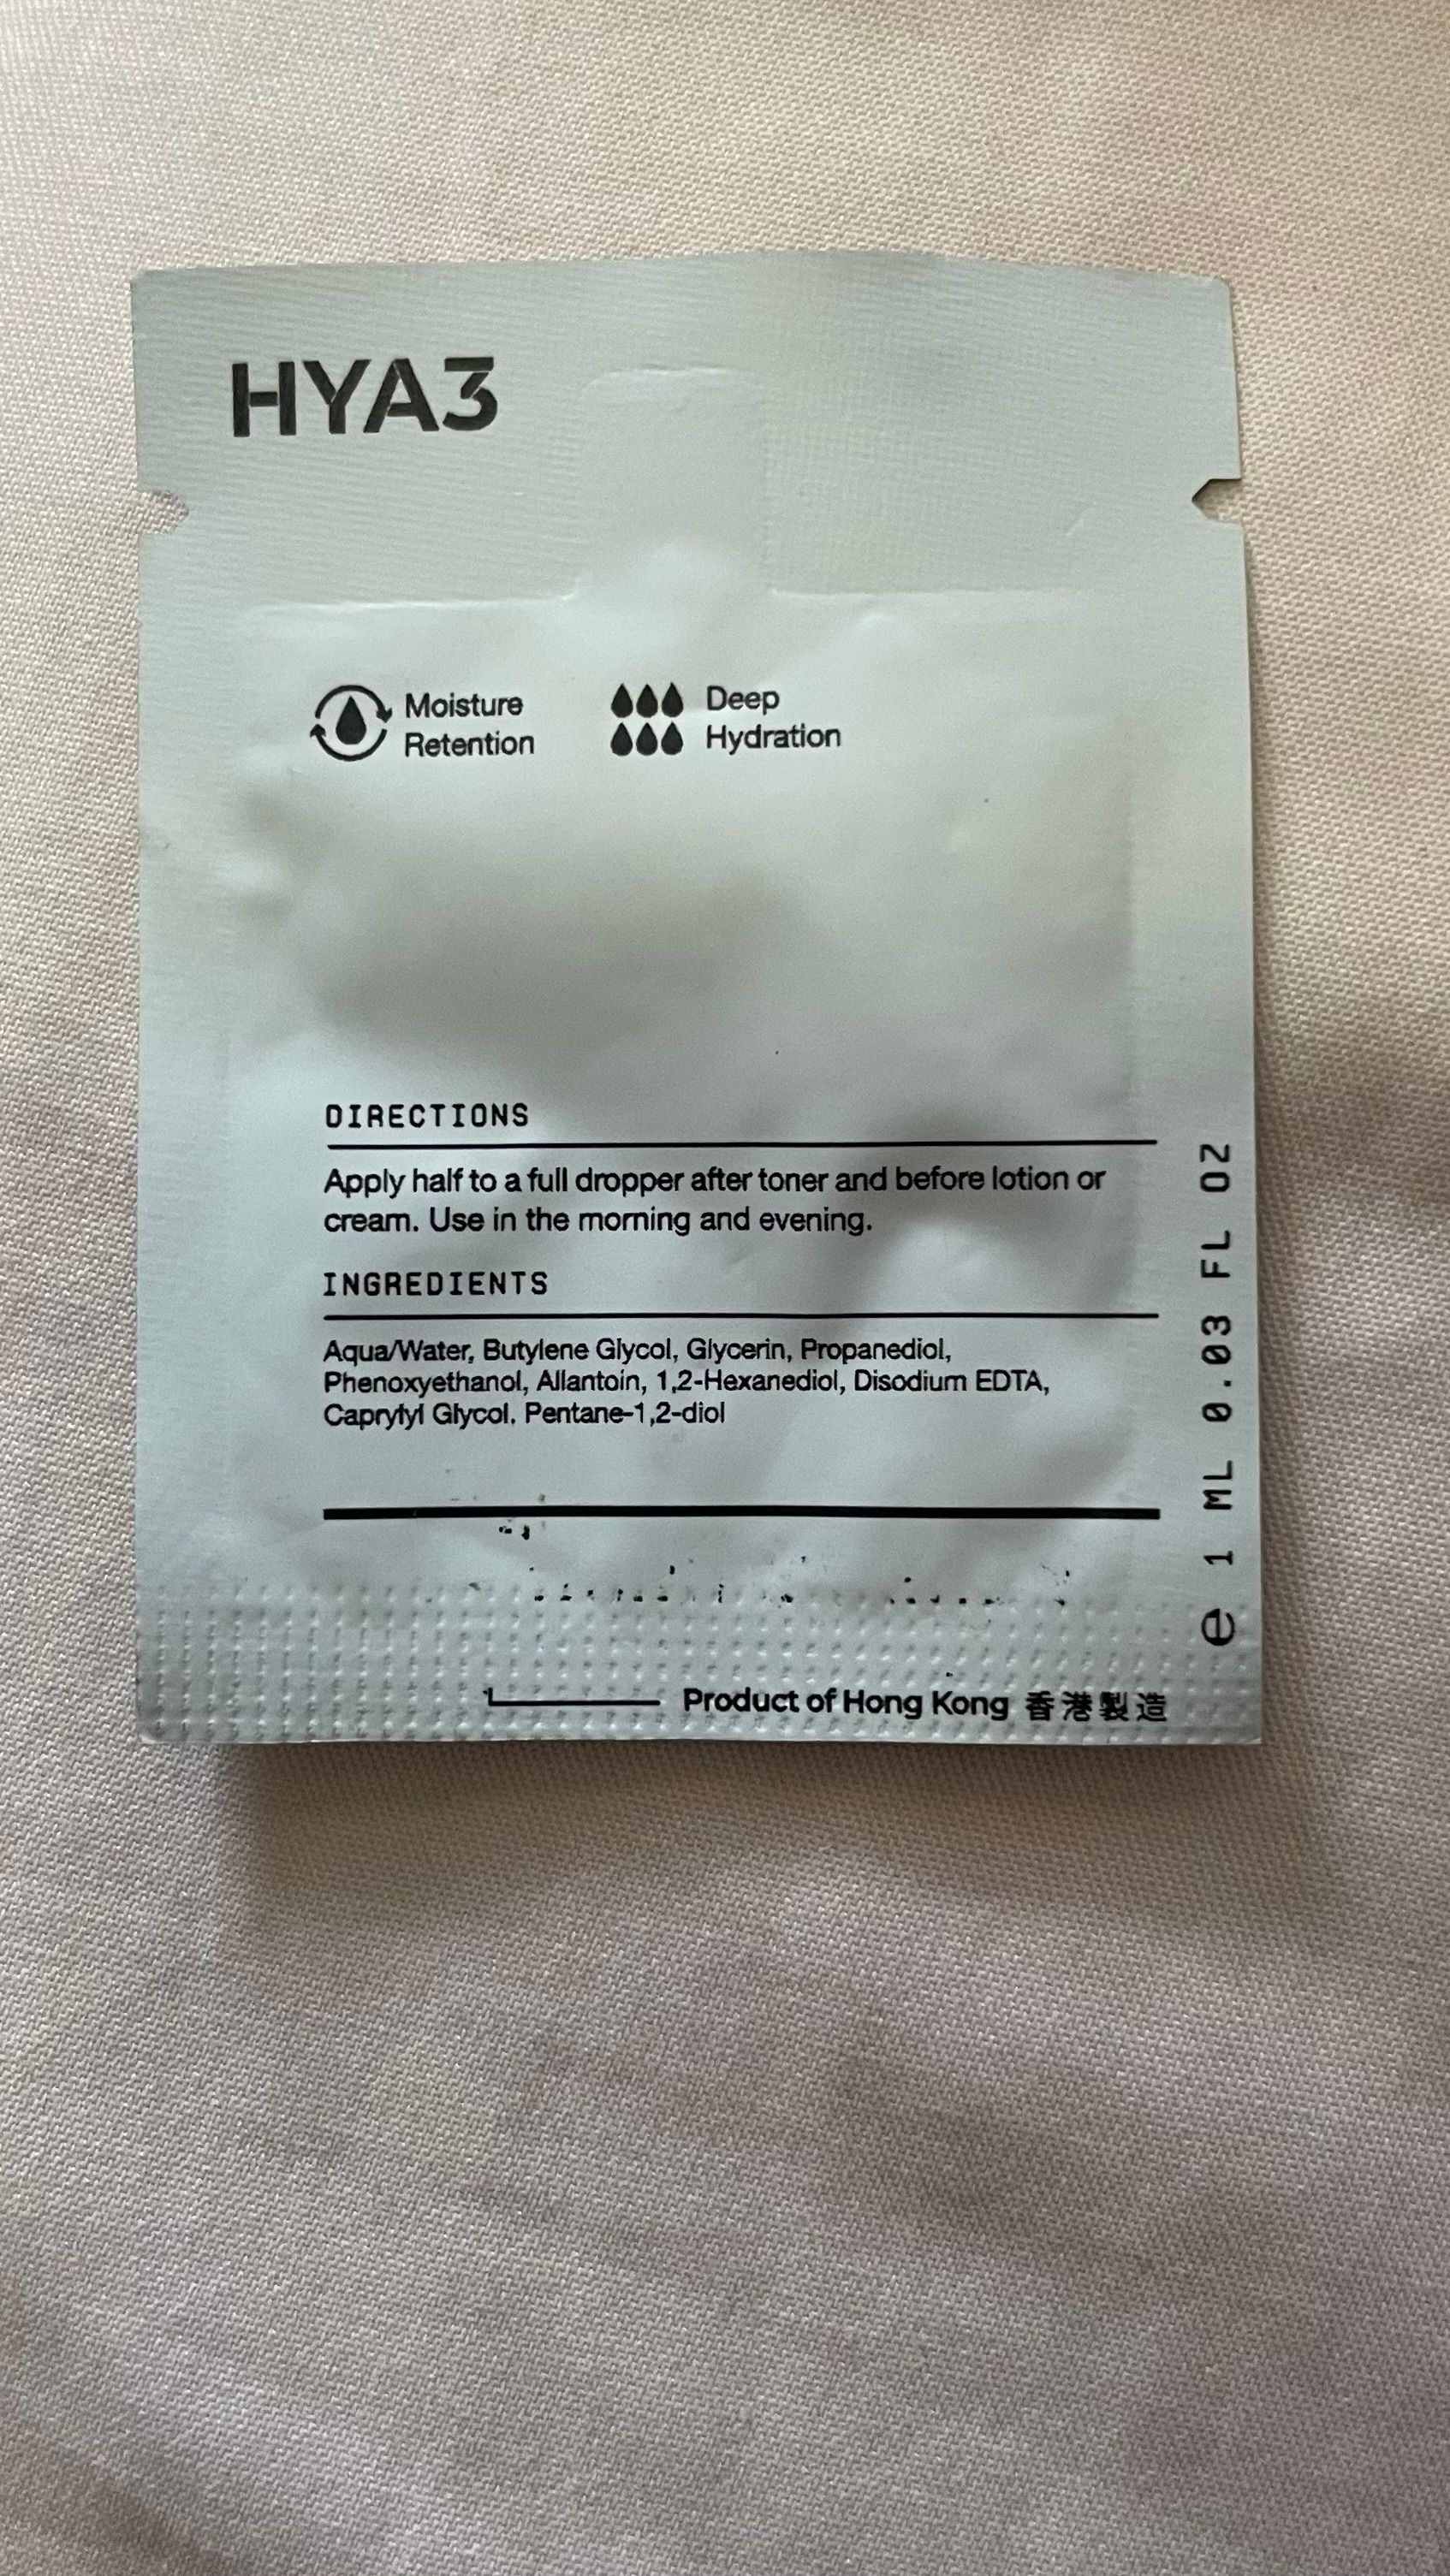 HYA3
Moisture
Retention
Deep
Hydration
DIRECTIONS
Apply half to a full dropper after toner and before lotion or
cream. Use in the morning and evening.
INGREDIENTS
Aqua/Water, Butylene Glycol, Glycerin, Propanediol,
Phenoxyethanol, Allantoin, 1,2-Hexanediol, Disodium EDTA,
Caprylyl Glycol, Pentane-1,2-diol
Product of Hong Kong 香港製造
e 1 ML 0.03 FL OZ